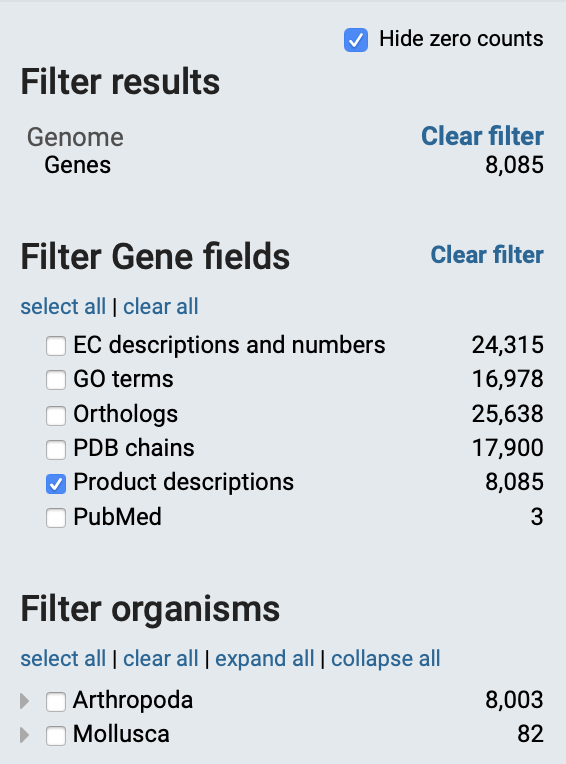 Hide zero counts
Filter results
Genome Clear filter
Genes 8,085
Filter Gene fields Clear filter
select all | clear all
EC descriptions and numbers 24,315
GO terms 16,978
Orthologs 25,638
PDB chains 17,900
Product descriptions 8,085
PubMed 3
Filter organisms
select all | clear all | expand all | collapse all
Arthropoda 8,003
Mollusca 82